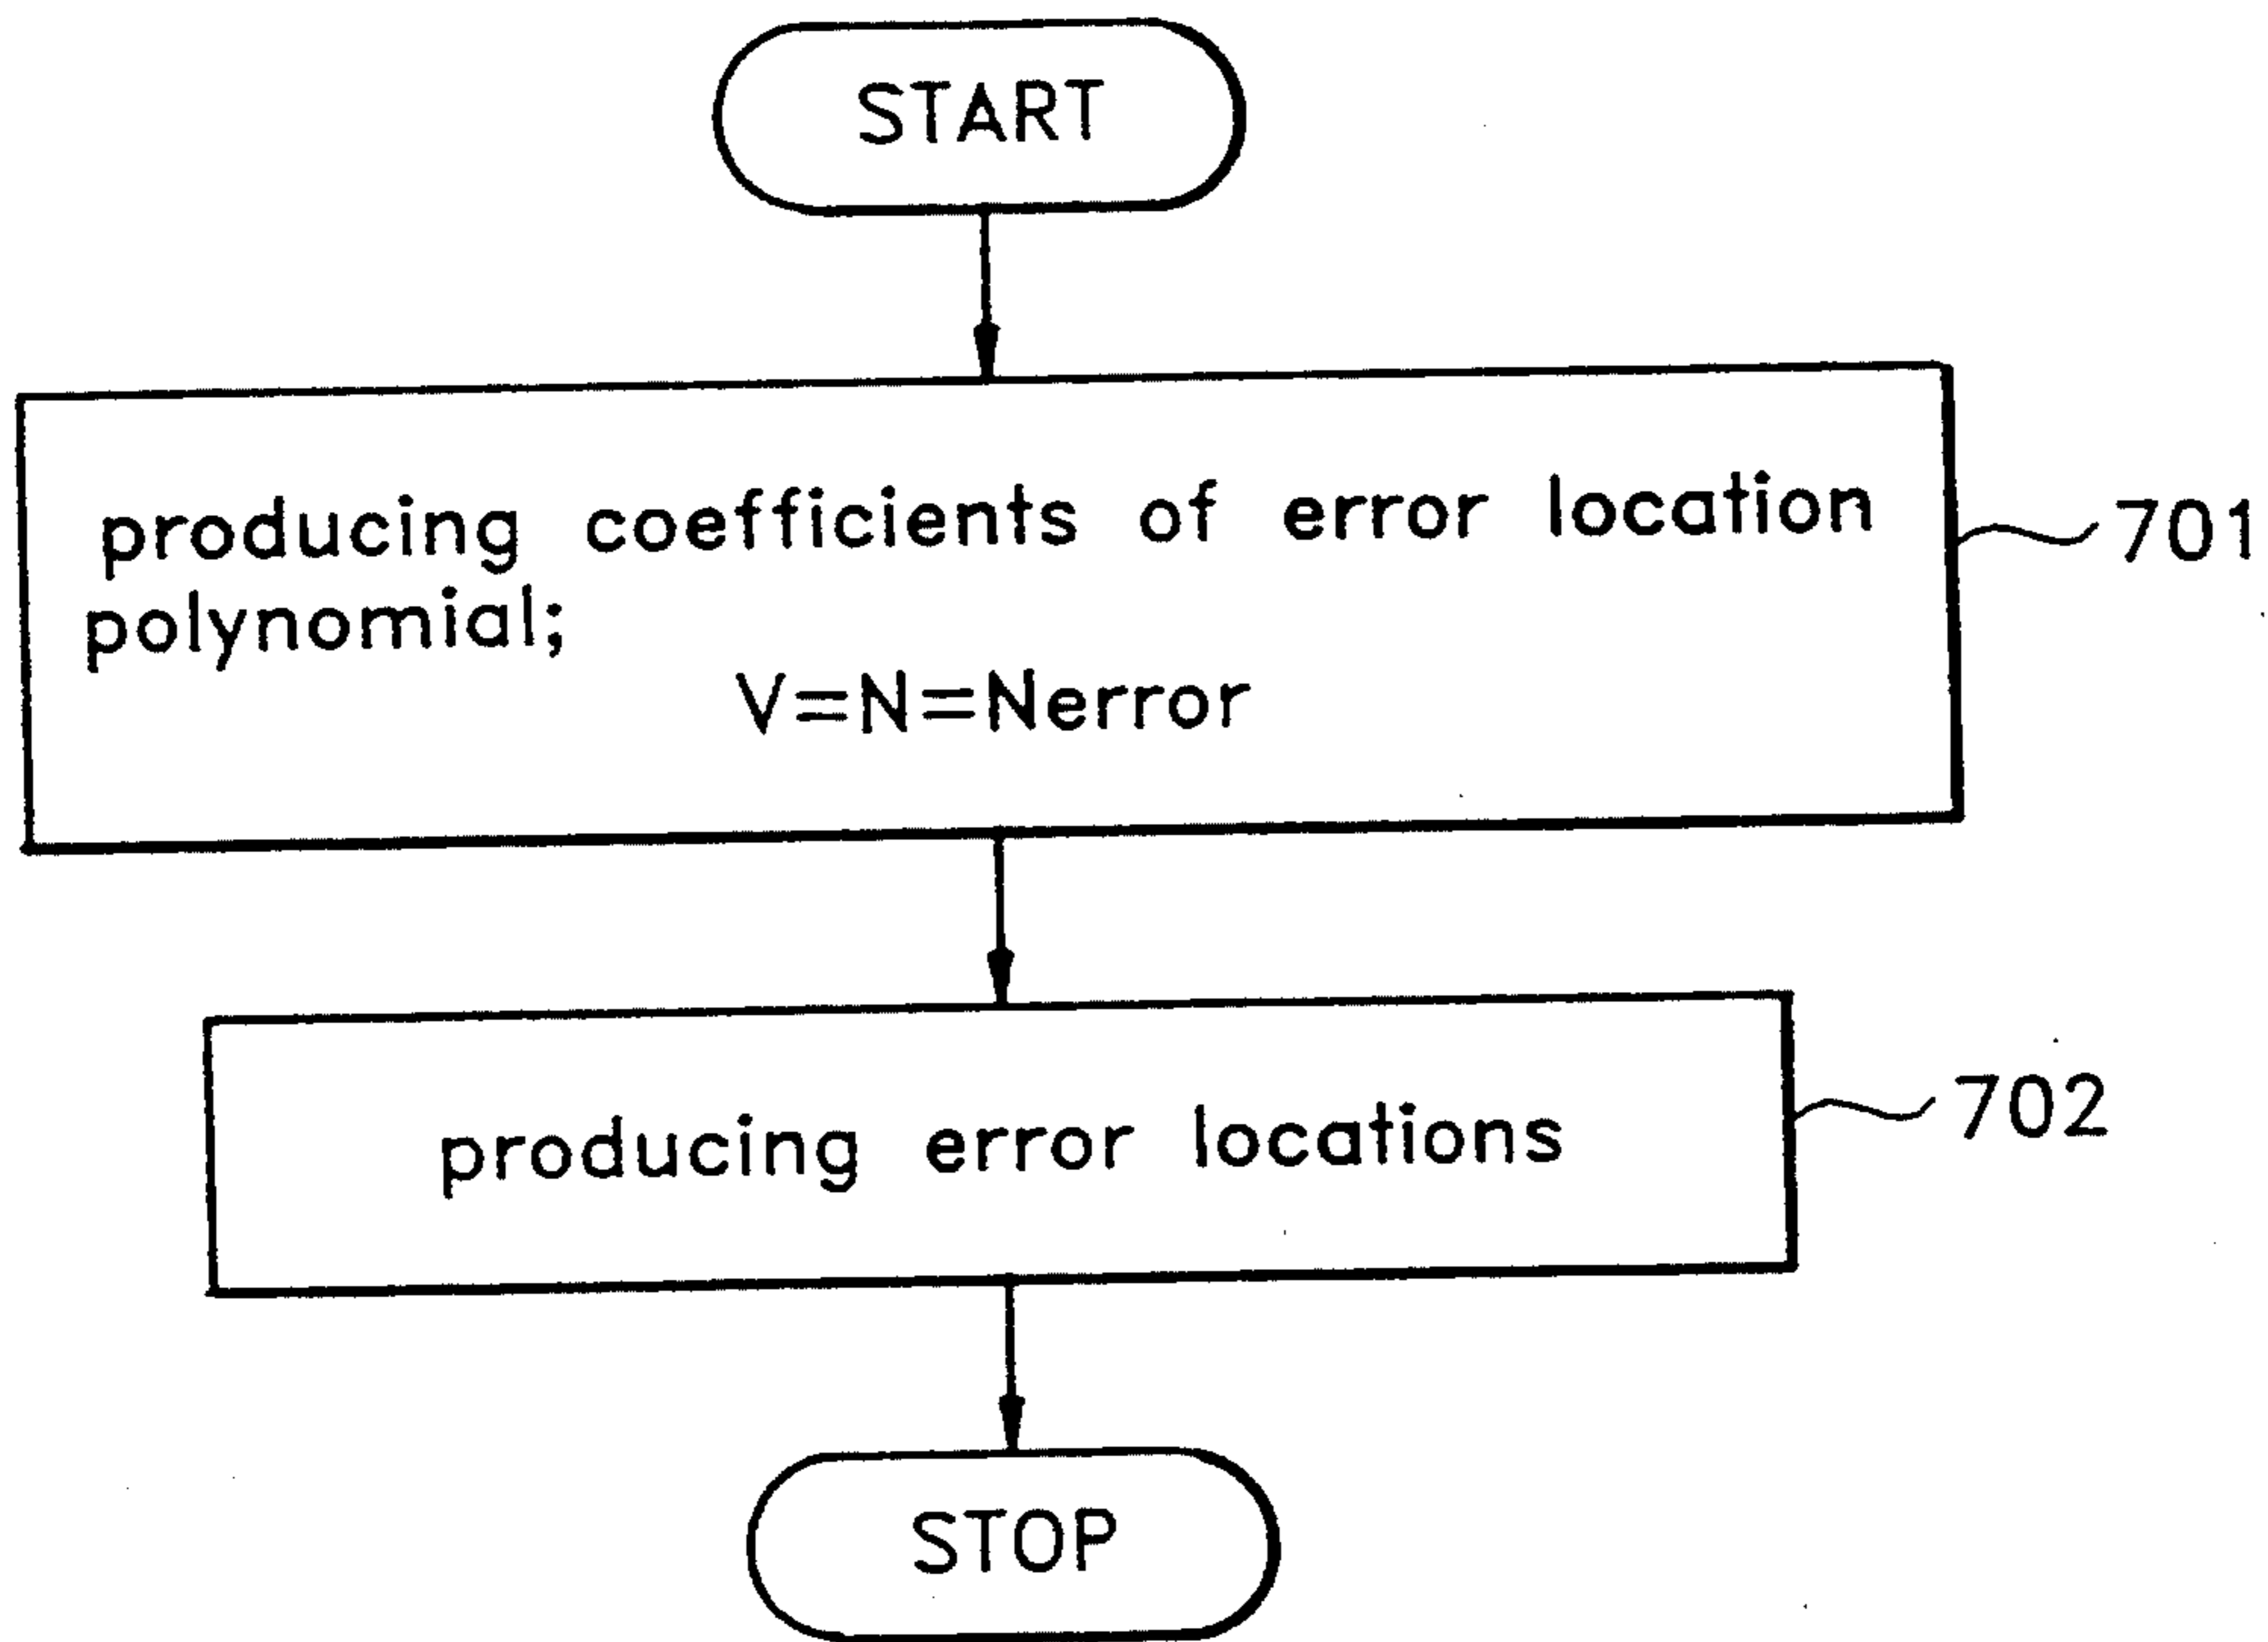 START
producing coefficients of error location
polynomial;
V=N=Nerror
701
producing error locations
702
STOP